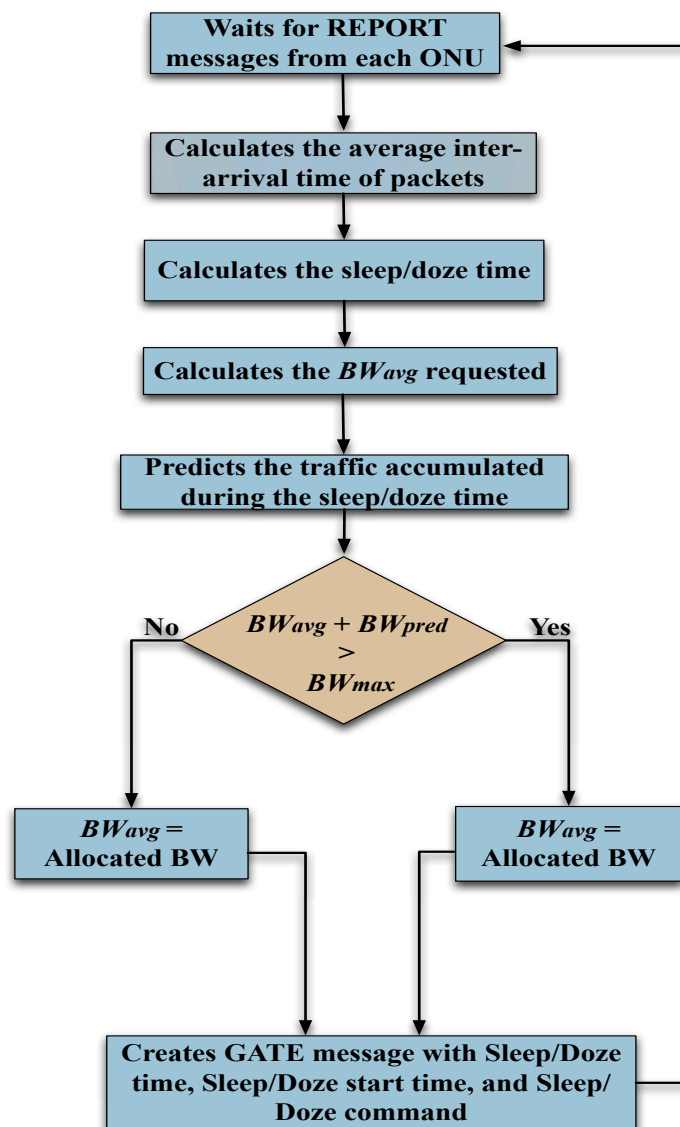 Waits for REPORT
messages from each ONU
Calculates the average inter-
arrival time of packets
Calculates the sleep/doze time
Calculates the BWavg requested
Predicts the traffic accumulated
during the sleep/doze time
No
BWavg + BWpred
>
BWmax
Yes
BWavg =
Allocated BW
BWavg =
Allocated BW
Creates GATE message with Sleep/Doze
time, Sleep/Doze start time, and Sleep/
Doze command